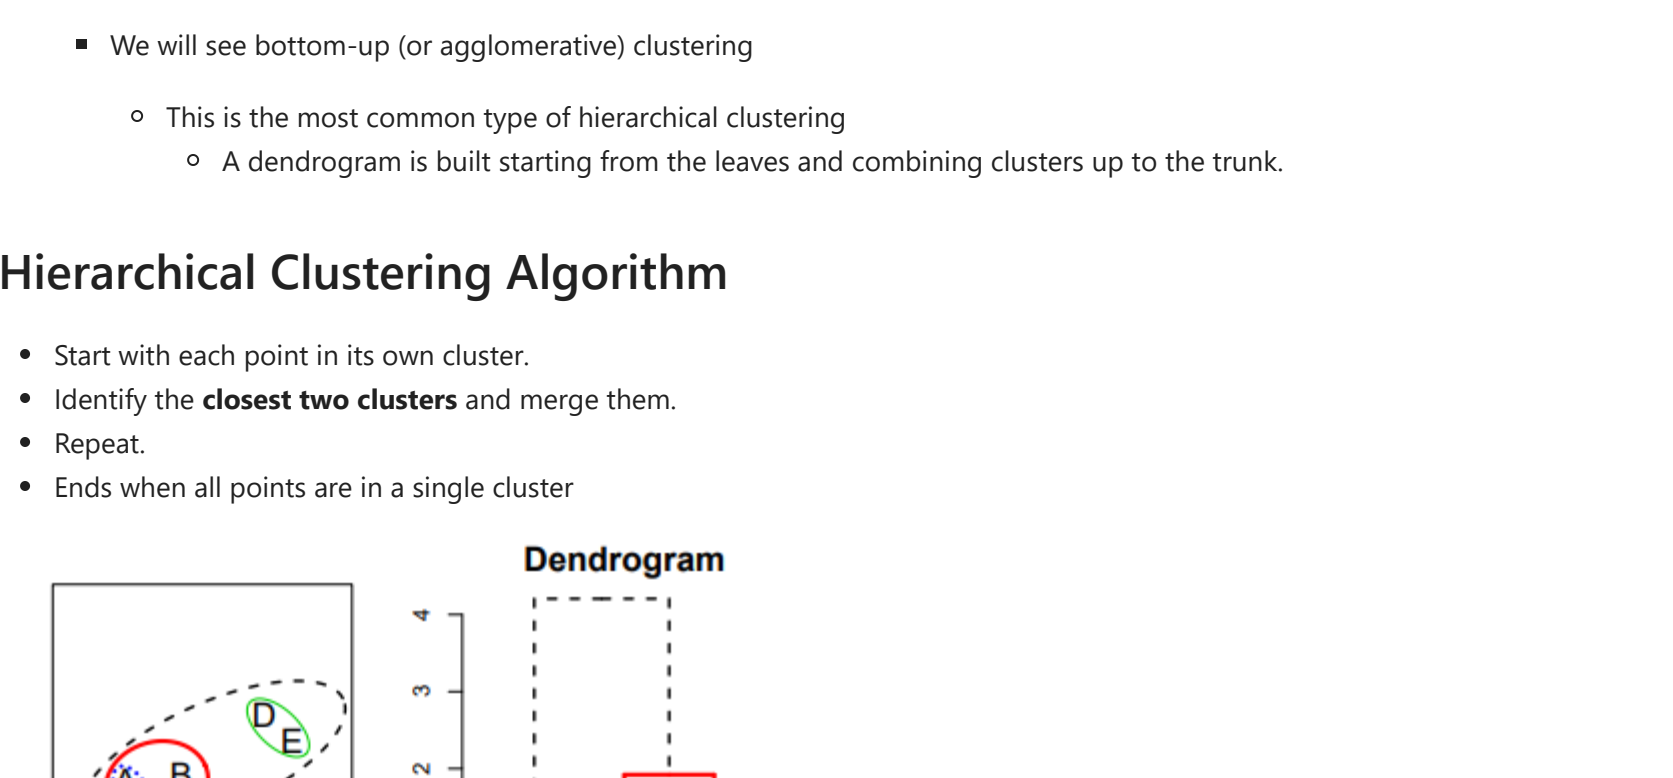 We will see bottom-up (or agglomerative) clustering
This is the most common type of hierarchical clustering
A dendrogram is built starting from the leaves and combining clusters up to the trunk.
Hierarchical Clustering Algorithm
Start with each point in its own cluster.
Identify the closest two clusters and merge them.
Repeat.
Ends when all points are in a single cluster
Dendrogram
4
3
D
E
B
2